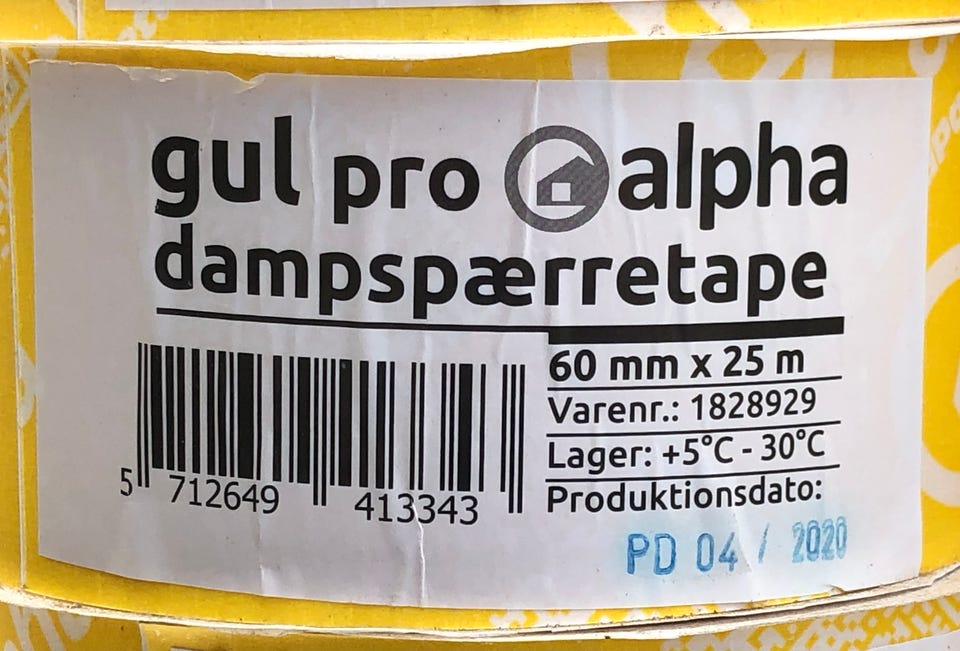 gul pro alpha
dampspærretape
60 mm x 25 m
Varenr.: 1828929
Lager: +5°C - 30°C
Produktionsdato:
PD 04 / 2020
5 712649 413343